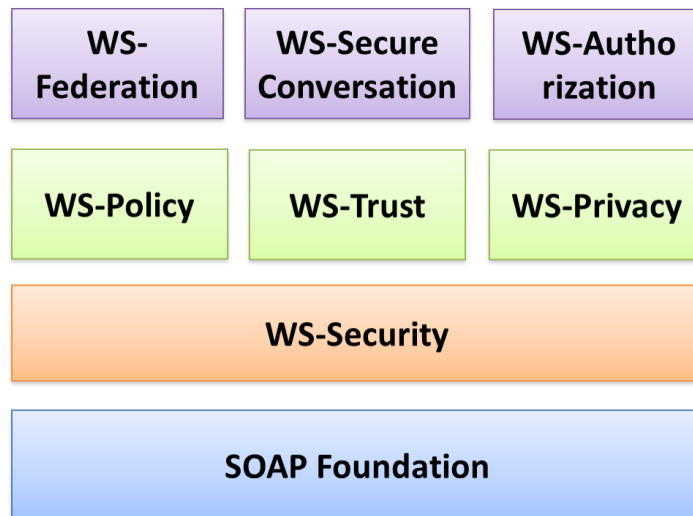 WS-
Federation
WS-Secure
Conversation
WS-Autho
rization
WS-Policy
WS-Trust
WS-Privacy
WS-Security
SOAP Foundation